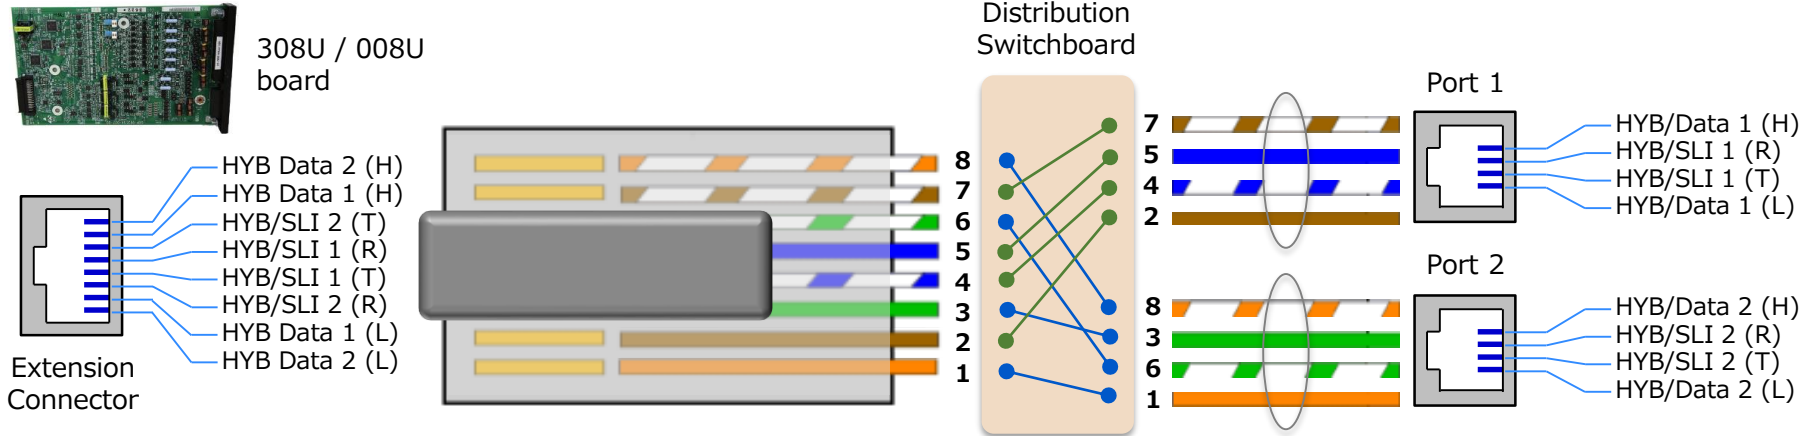 308U / 008U
board
HYB Data 2 (H)
HYB Data 1 (H)
HYB/SLI 2 (T)
HYB/SLI 1 (R)
HYB/SLI 1 (T)
HYB/SLI 2 (R)
HYB Data 1 (L)
HYB Data 2 (L)
Extension
Connector
8
7
6
5
4
3
2
1
Distribution
Switchboard
7
5
4
2
8
3
6
1
Port 1
HYB/Data 1 (H)
HYB/SLI 1 (R)
HYB/SLI 1 (T)
HYB/Data 1 (L)
Port 2
HYB/Data 2 (H)
HYB/SLI 2 (R)
HYB/SLI 2 (T)
HYB/Data 2 (L)